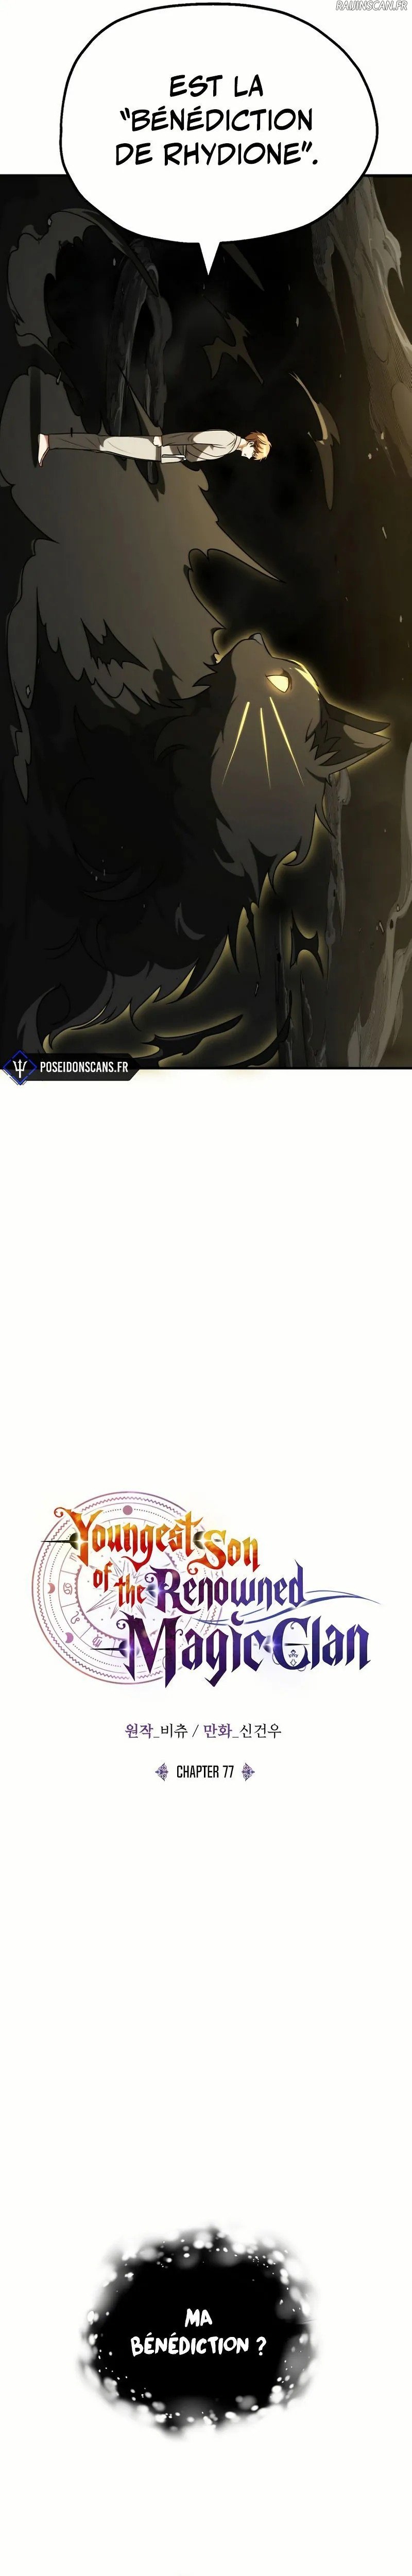 RAIJINSCAN.FR
EST LA
"BÉNÉDICTION
DE RHYDIONE".
POSEIDONSCANS.FR
Youngest Son
of the Renowned
Magic Clan
원작_비츄 / 만화_신건우
CHAPTER 77
MA
BÉNÉDICTION ?